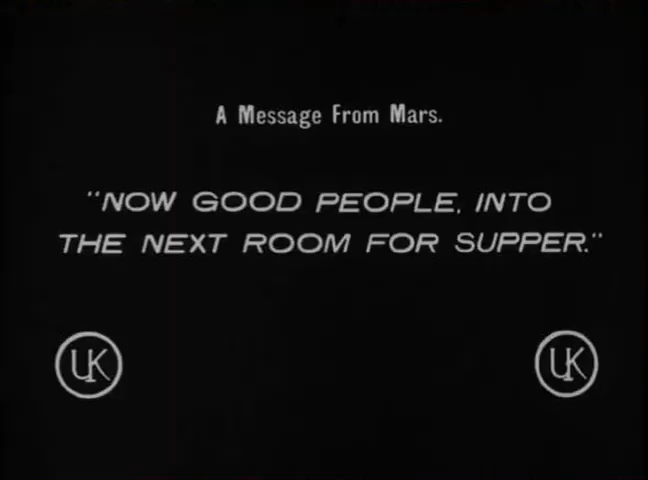 A Message From Mars.
"NOW GOOD PEOPLE, INTO
THE NEXT ROOM FOR SUPPER."
UK UK